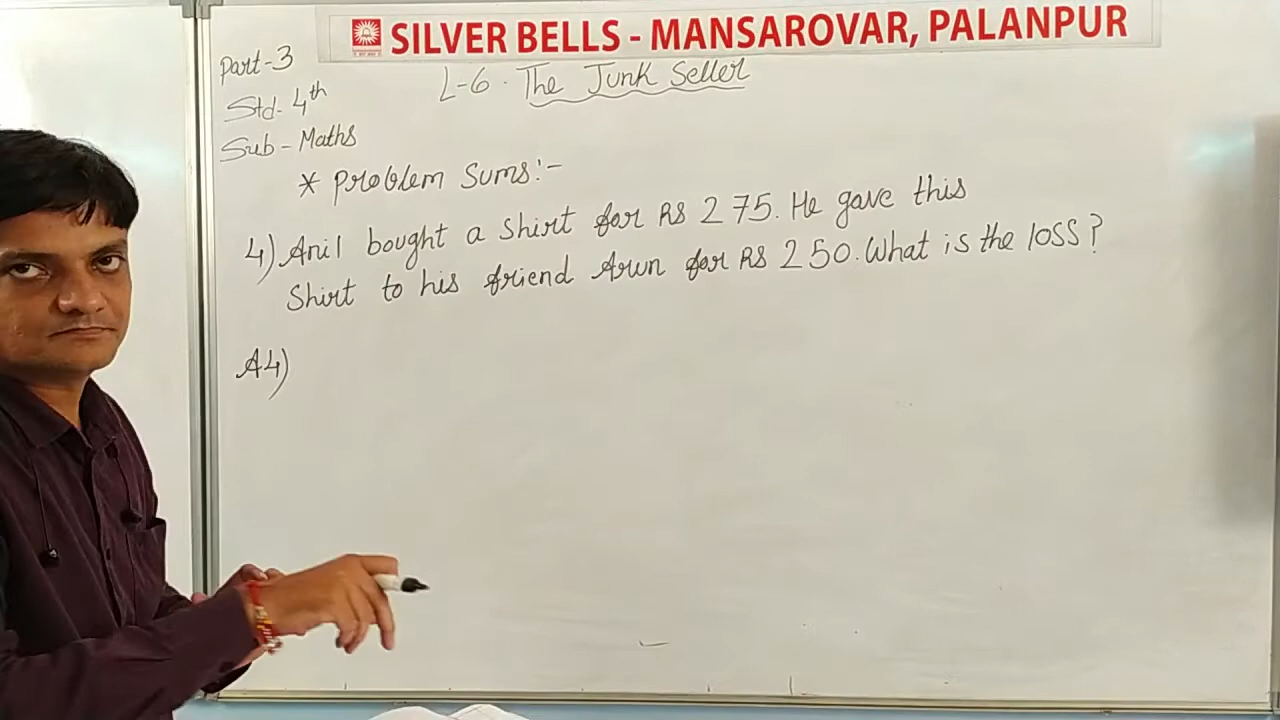 SILVER BELLS - MANSAROVAR, PALANPUR
Part-3
L-6. The Junk Seller
Std- 4th
Sub - Maths
* Problem Sums:-
4) Anil bought a Shirt for RS 275. He gave this
Shirt to his friend Arun for RS 250. What is the loss?
A4)